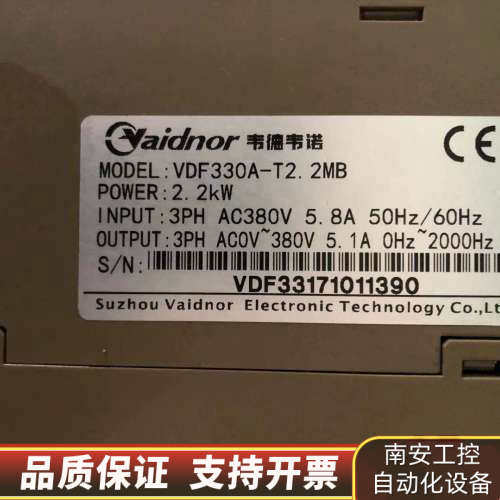 Vaidnor 韦德韦诺
CE
MODEL:VDF330A-T2.2MB
POWER:2.2kW
INPUT:3PH AC380V 5.8A 50Hz/60Hz
OUTPUT:3PH AC0V~380V 5.1A 0Hz~2000Hz
S/N:
VDF33171011390
Suzhou Vaidnor Electronic Technology Co.,Lt
品质保证 支持开票
南安工控
自动化设备